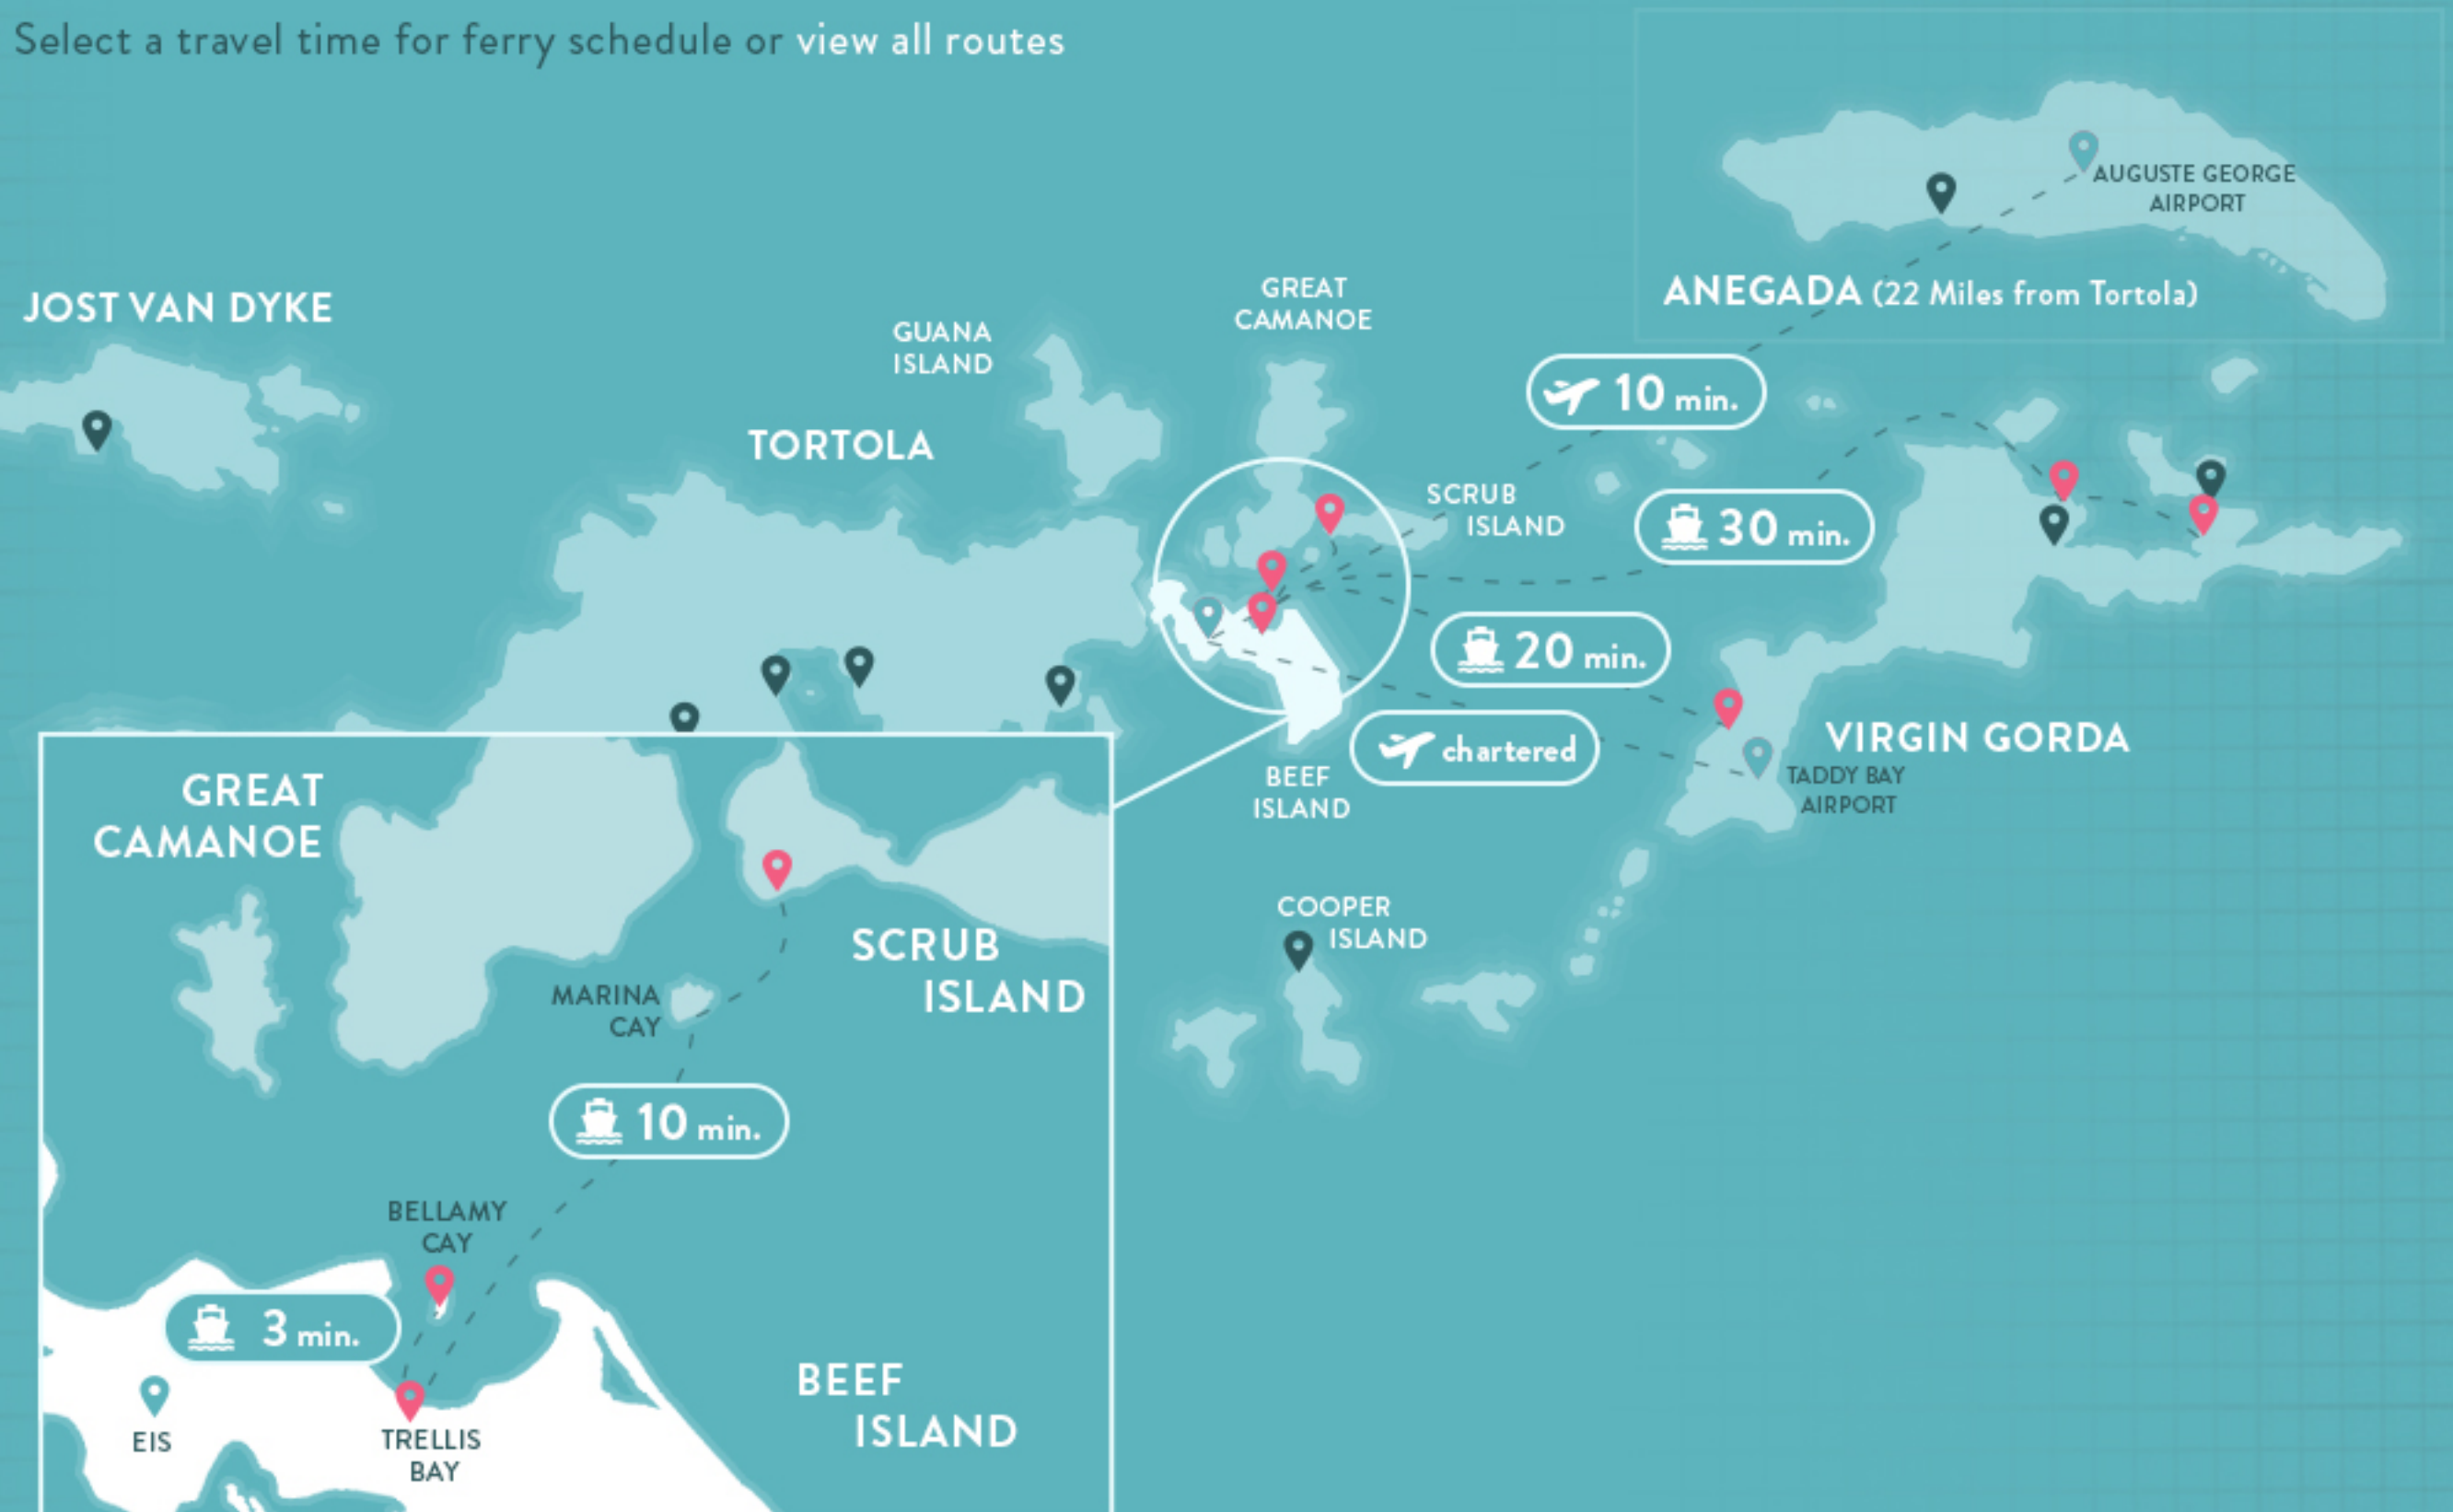 Select a travel time for ferry schedule or view all routes
AUGUSTE GEORGE
AIRPORT
ANEGADA (22 Miles from Tortola)
JOST VAN DYKE
GUANA
ISLAND
GREAT
CAMANOE
TORTOLA
10 min.
SCRUB
ISLAND
30 min.
20 min.
chartered
VIRGIN GORDA
TADDY BAY
AIRPORT
BEEF
ISLAND
COOPER
ISLAND
GREAT
CAMANOE
SCRUB
ISLAND
MARINA
CAY
10 min.
BELLAMY
CAY
3 min.
EIS
TRELLIS
BAY
BEEF
ISLAND